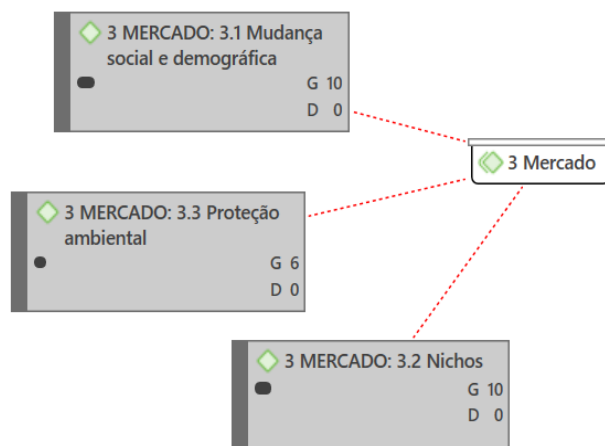 3 MERCADO: 3.1 Mudança
social e demográfica
G 10
D 0
3 Mercado
3 MERCADO: 3.3 Proteção
ambiental
G 6
D 0
3 MERCADO: 3.2 Nichos
G 10
D 0